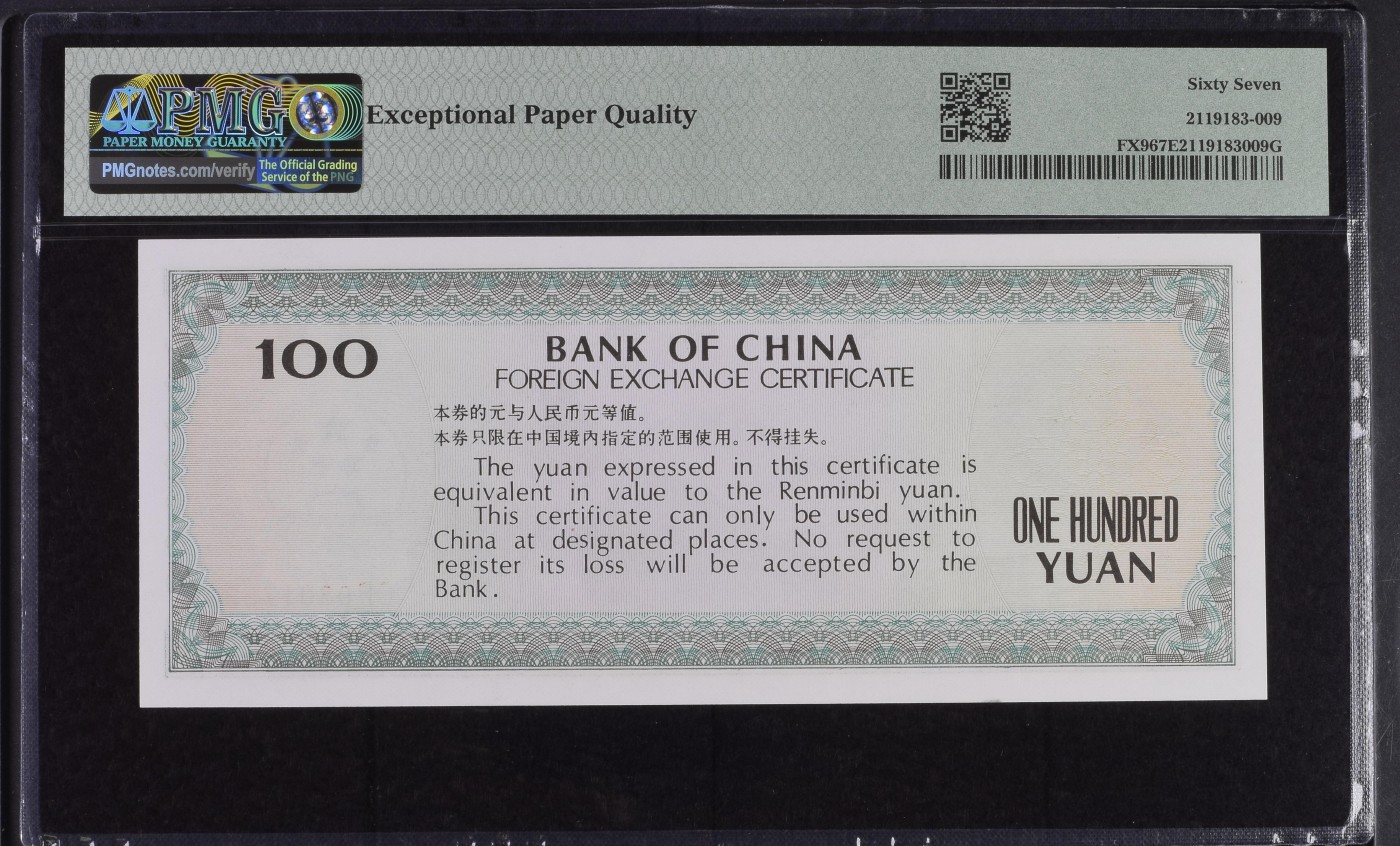 PMG
PAPER MONEY GUARANTY
PMGnotes.com/verify
The Official Grading
Service of the PNG
Exceptional Paper Quality
Sixty Seven
2119183-009
FX967E2119183009G
100
BANK OF CHINA
FOREIGN EXCHANGE CERTIFICATE
本券的元与人民币元等值。
本券只限在中国境内指定的范围使用。不得挂失。
The yuan expressed in this certificate is
equivalent in value to the Renminbi yuan.
This certificate can only be used within
China at designated places. No request to
register its loss will be accepted by the
Bank.
ONE HUNDRED
YUAN